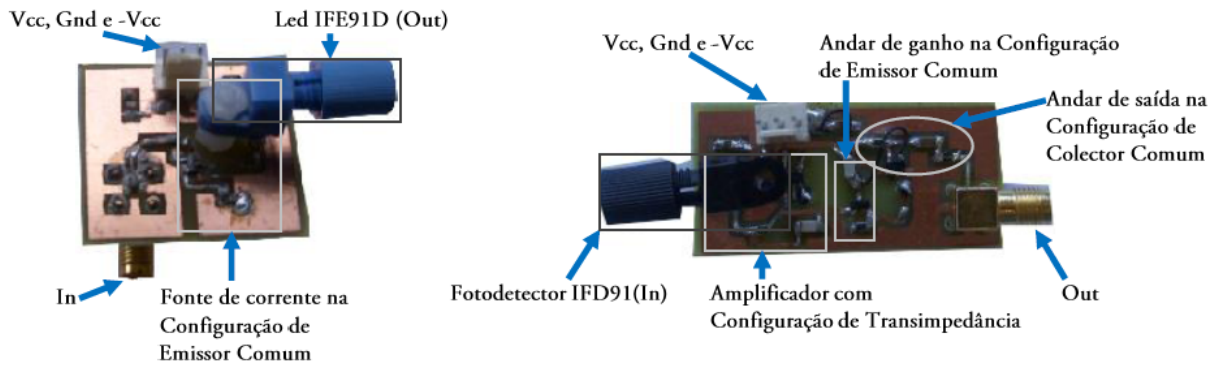 Vcc, Gnd e -Vcc
Led IFE91D (Out)
In
Fonte de corrente na
Configuração de
Emissor Comum
Vcc, Gnd e -Vcc
Andar de ganho na Configuração
de Emissor Comum
Andar de saída na
Configuração de
Colector Comum
Fotodetector IFD91(In)
Amplificador com
Configuração de Transimpedância
Out